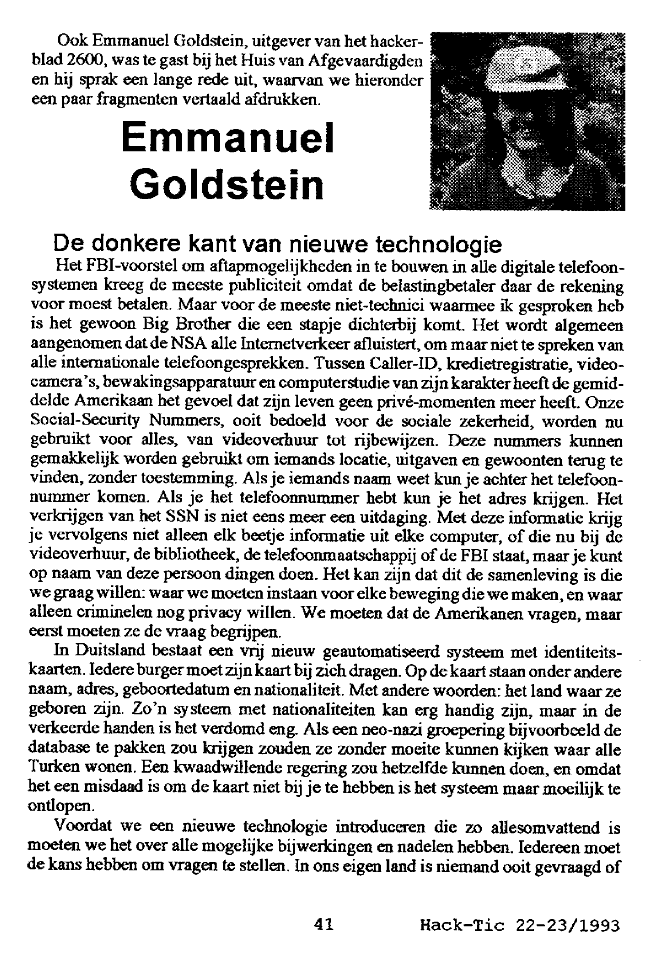 Ook Emmanuel Goldstein, uitgever van het hacker-
blad 2600, was te gast bij het Huis van Afgevaardigden
en hij sprak een lange rede uit, waarvan we hieronder
een paar fragmenten vertaald afdrukken.
Emmanuel
Goldstein
De donkere kant van nieuwe technologie
Het FBI-voorstel om aftapmogelijkheden in te bouwen in alle digitale telefoon-
systemen kreeg de meeste publiciteit omdat de belastingbetaler daar de rekening
voor moest betalen. Maar voor de meeste niet-technici waarmee ik gesproken heb
is het gewoon Big Brother die een stapje dichterbij komt. Het wordt algemeen
aangenomen dat de NSA alle Internetverkeer afluistert, om maar niet te spreken van
alle internationale telefoongesprekken. Tussen Caller-ID, kredietregistratie, video-
camera's, bewakingsapparatuur en computerstudie van zijn karakter heeft de gemid-
delde Amerikaan het gevoel dat zijn leven geen privé-momenten meer heeft. Onze
Social-Security Nummers, ooit bedoeld voor de sociale zekerheid, worden nu
gebruikt voor alles, van videoverhuur tot rijbewijzen. Deze nummers kunnen
gemakkelijk worden gebruikt om iemands locatie, uitgaven en gewoonten terug te
vinden, zonder toestemming. Als je iemands naam weet kun je achter het telefoon-
nummer komen. Als je het telefoonnummer hebt kun je het adres krijgen. Het
verkrijgen van het SSN is niet eens meer een uitdaging. Met deze informatie krijg
je vervolgens niet alleen elk beetje informatie uit elke computer, of die nu bij de
videoverhuur, de bibliotheek, de telefoonmaatschappij of de FBI staat, maar je kunt
op naam van deze persoon dingen doen. Het kan zijn dat dit de samenleving is die
we graag willen: waar we moeten instaan voor elke beweging die we maken, en waar
alleen criminelen nog privacy willen. We moeten dat de Amerikanen vragen, maar
eerst moeten ze de vraag begrijpen.
In Duitsland bestaat een vrij nieuw geautomatiseerd systeem met identiteits-
kaarten. Iedere burger moet zijn kaart bij zich dragen. Op de kaart staan onder andere
naam, adres, geboortedatum en nationaliteit. Met andere woorden: het land waar ze
geboren zijn. Zo'n systeem met nationaliteiten kan erg handig zijn, maar in de
verkeerde handen is het verdomd eng. Als een neo-nazi groepering bijvoorbeeld de
database te pakken zou krijgen zouden ze zonder moeite kunnen kijken waar alle
Turken wonen. Een kwaadwillende regering zou hetzelfde kunnen doen, en omdat
het een misdaad is om de kaart niet bij je te hebben is het systeem maar moeilijk te
ontlopen.
Voordat we een nieuwe technologie introduceren die zo allesomvattend is
moeten we het over alle mogelijke bijwerkingen en nadelen hebben. Iedereen moet
de kans hebben om vragen te stellen. In ons eigen land is niemand ooit gevraagd of
41 Hack-Tic 22-23/1993